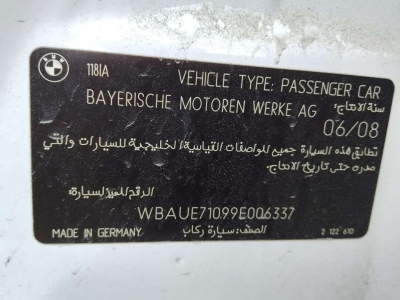 BMW
118IA
VEHICLE TYPE: PASSENGER CAR
سنة الانتاج:
BAYERISCHE MOTOREN WERKE AG
06/08
تطابق هذه السيارة جميع المواصفات القياسية الخليجية للسيارات والتي
صدرت حتى تاريخ الانتاج.
الرقم المميز للسيارة:
WBAUE71099E006337
الصنف: سيارة ركاب
MADE IN GERMANY
2 122 610